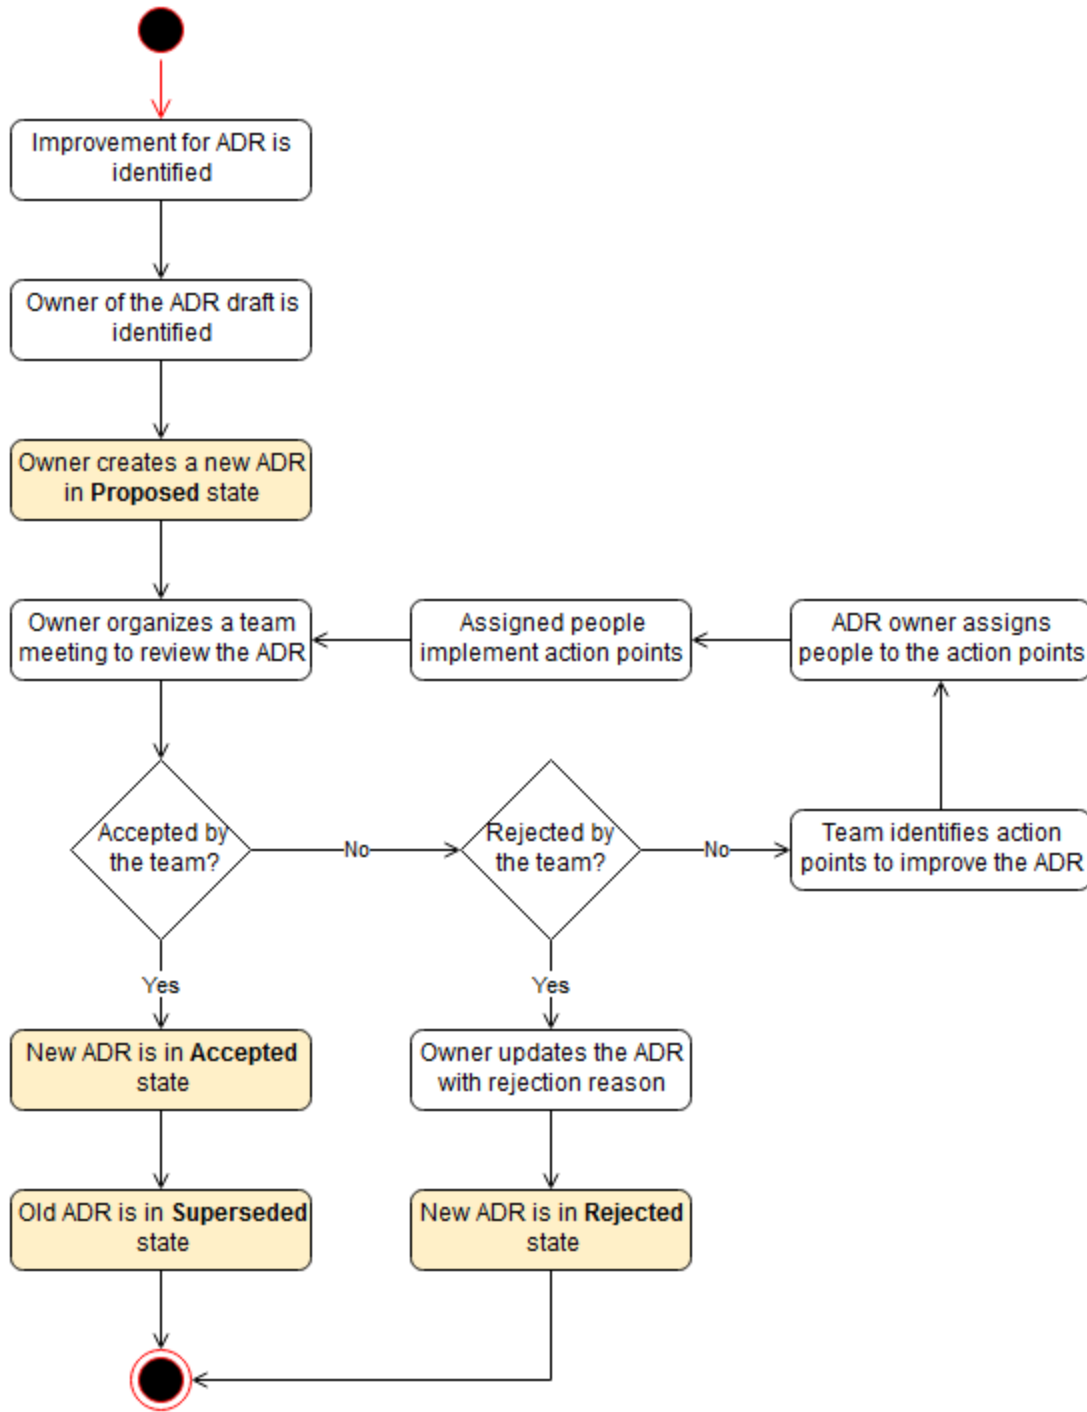 Improvement for ADR is
identified
Owner of the ADR draft is
identified
Owner creates a new ADR
in Proposed state
Owner organizes a team
meeting to review the ADR
Assigned people
implement action points
ADR owner assigns
people to the action points
Accepted by
the team?
No
Rejected by
the team?
No
Team identifies action
points to improve the ADR
Yes
Yes
New ADR is in Accepted
state
Owner updates the ADR
with rejection reason
Old ADR is in Superseded
state
New ADR is in Rejected
state